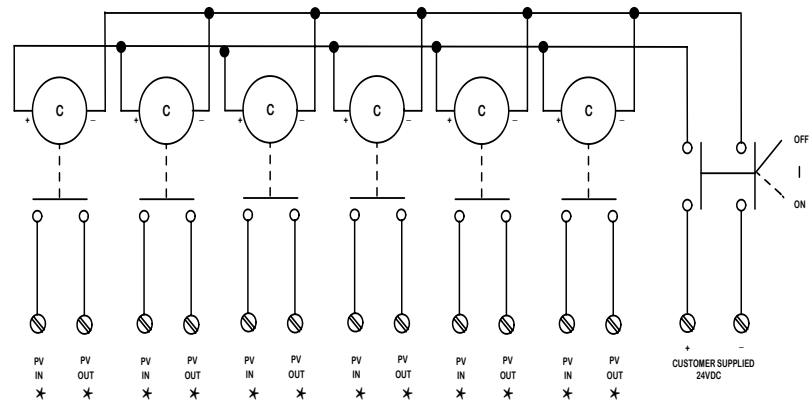 C C C C C C
+ – + – + – + – + – + –
OFF
I
ON
+ –
PV PV PV PV PV PV PV PV PV PV PV PV
IN OUT IN OUT IN OUT IN OUT IN OUT IN OUT
* * * * * * * * * * * *
CUSTOMER SUPPLIED
24VDC